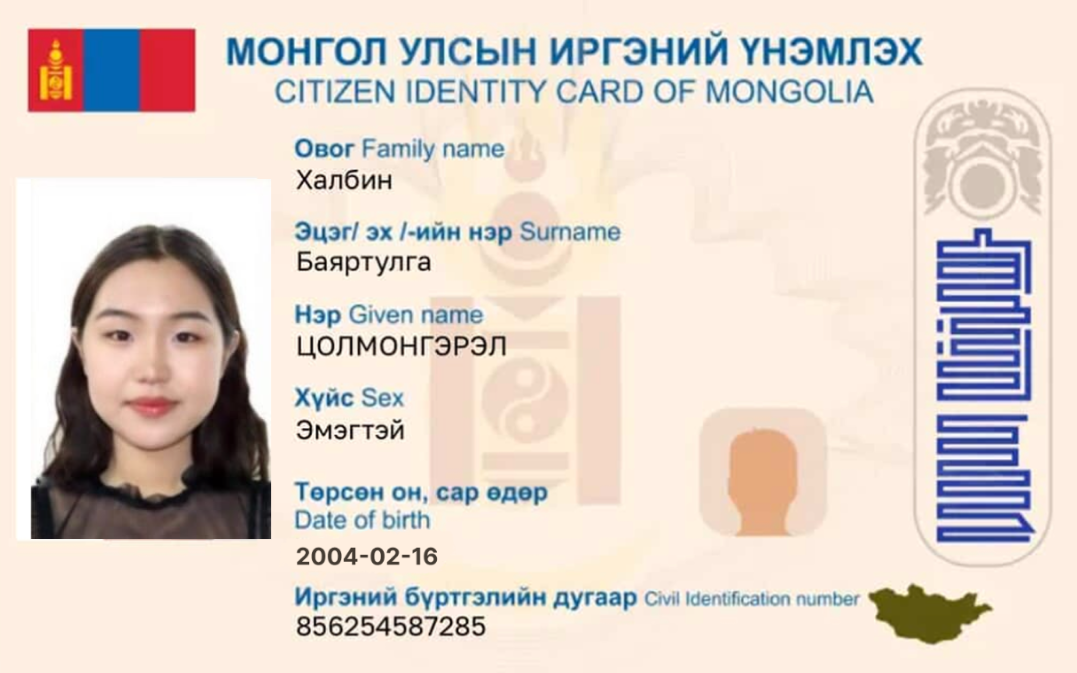 МОНГОЛ УЛСЫН ИРГЭНИЙ ҮНЭМЛЭХ
CITIZEN IDENTITY CARD OF MONGOLIA
Овог Family name
Халбин
Эцэг/ эх /-ийн нэр Surname
Баяртулга
Нэр Given name
ЦОЛМОНГЭРЭЛ
Хүйс Sex
Эмэгтэй
Төрсөн он, сар өдөр
Date of birth
2004-02-16
Иргэний бүртгэлийн дугаар Civil Identification number
856254587285